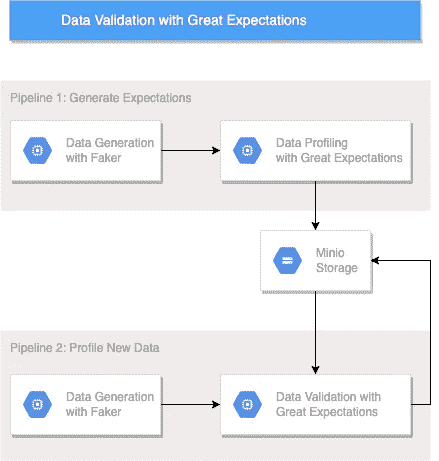 Data Validation with Great Expectations
Pipeline 1: Generate Expectations
Data Generation
with Faker
Data Profiling
with Great Expectations
Minio
Storage
Pipeline 2: Profile New Data
Data Generation
with Faker
Data Validation with
Great Expectations